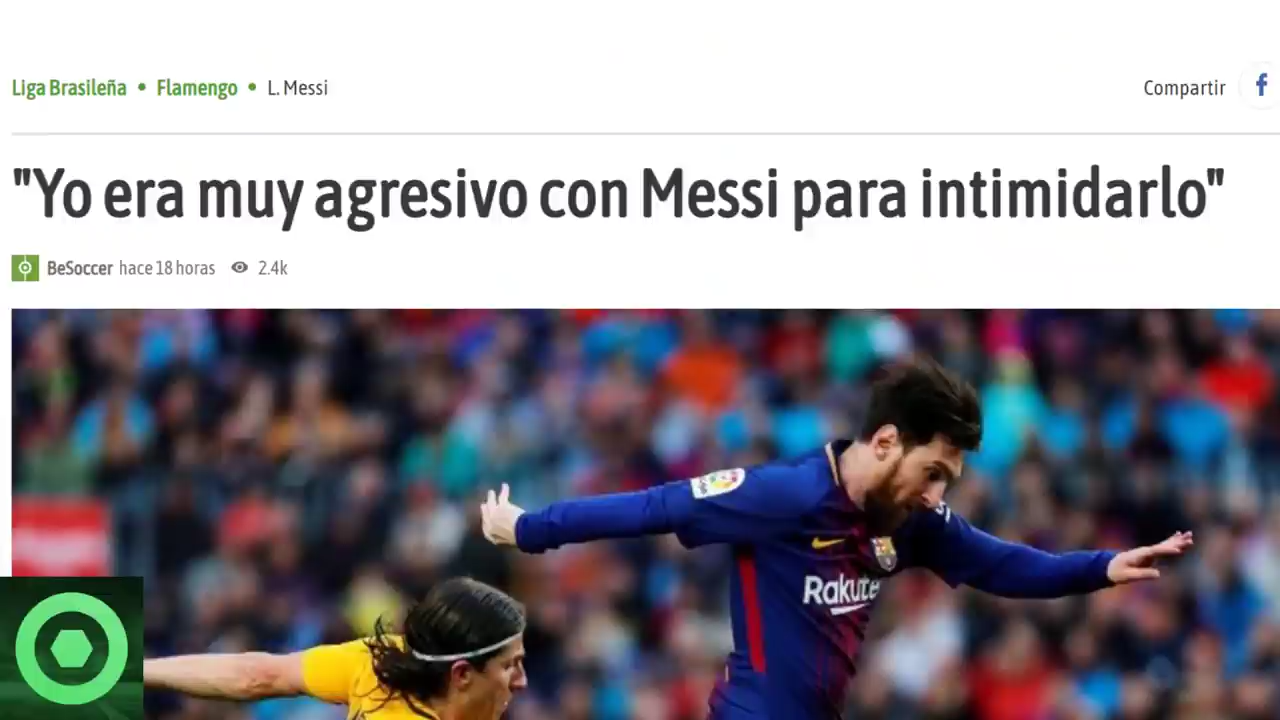 Liga Brasileña • Flamengo • L. Messi
Compartir
"Yo era muy agresivo con Messi para intimidarlo"
BeSoccer hace 18 horas 2.4k
Rakuten